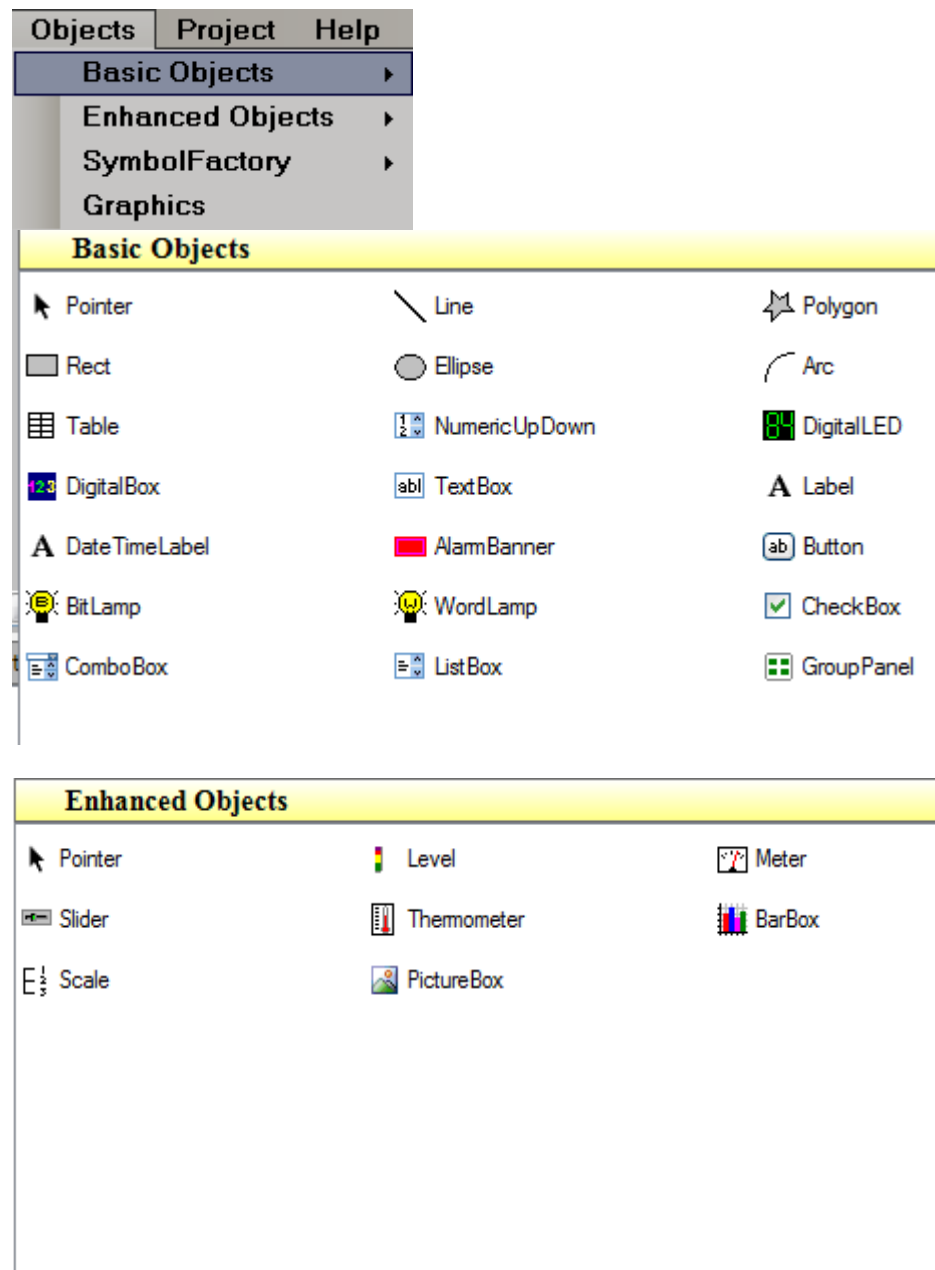 Objects Project Help
Basic Objects
Enhanced Objects
SymbolFactory
Graphics
Basic Objects
Pointer Line Polygon
Rect Ellipse Arc
Table NumericUpDown DigitalLED
DigitalBox TextBox Label
DateTimeLabel AlarmBanner Button
BitLamp WordLamp CheckBox
ComboBox ListBox GroupPanel
Enhanced Objects
Pointer Level Meter
Slider Thermometer BarBox
Scale PictureBox